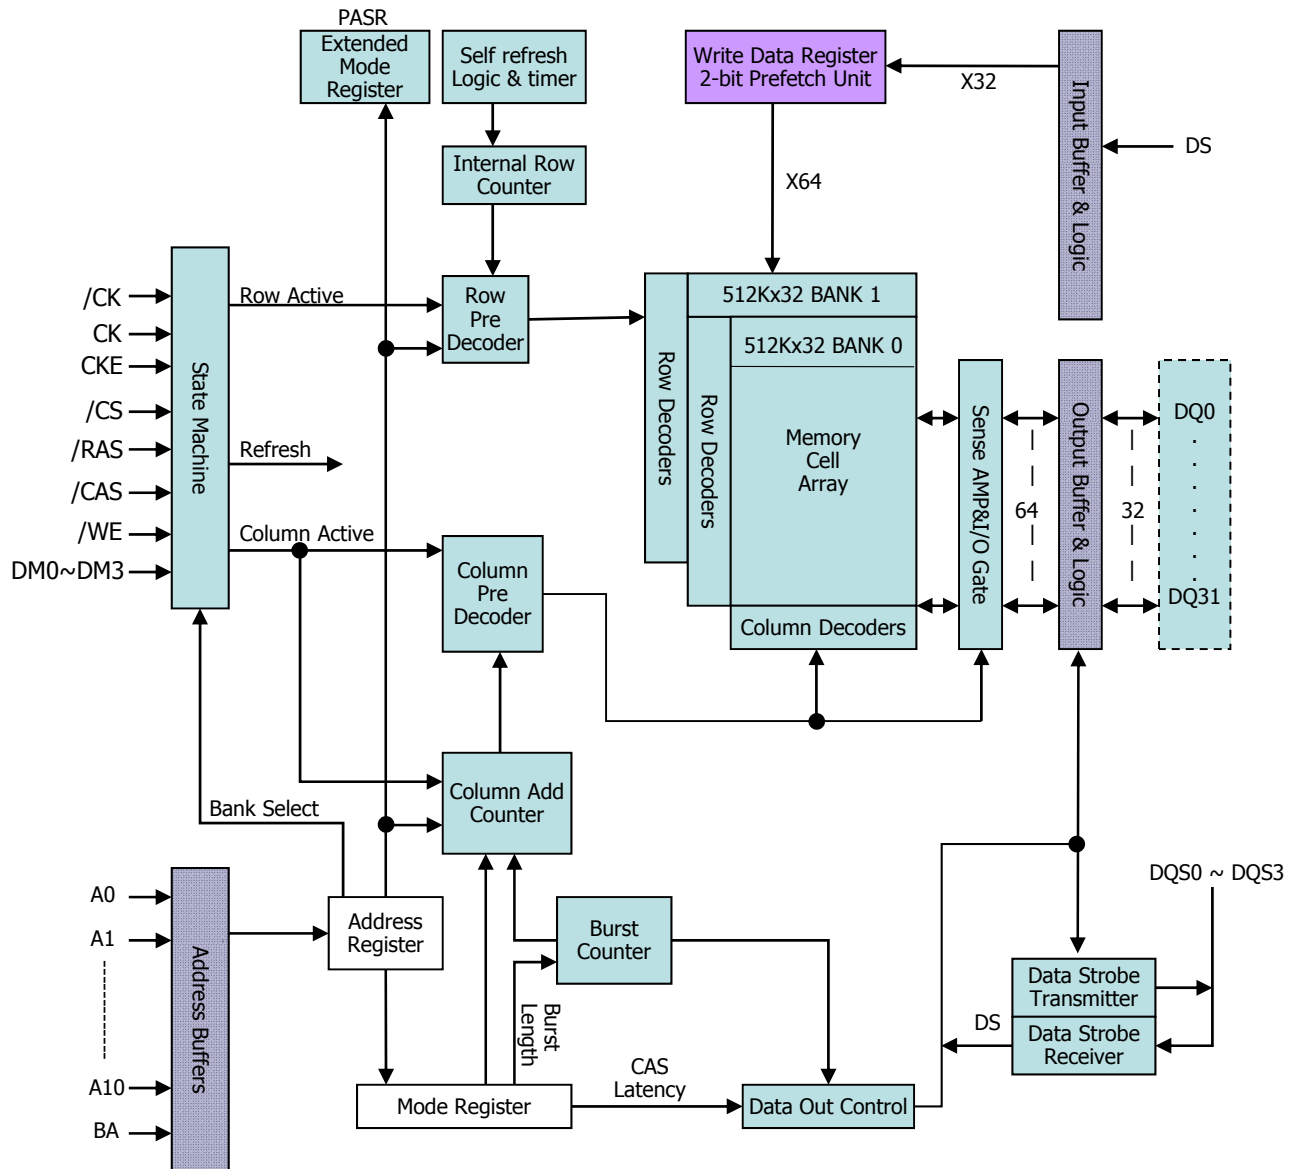 PASR
Extended
Mode
Register
Self refresh
Logic & timer
Write Data Register
2-bit Prefetch Unit
X32
Input Buffer & Logic
DS
Internal Row
Counter
X64
/CK
CK
CKE
/CS
/RAS
/CAS
/WE
DM0~DM3
State Machine
Row Active
Refresh
Column Active
Row
Pre
Decoder
Row Decoders
512Kx32 BANK 1
Row Decoders
512Kx32 BANK 0
Memory
Cell
Array
Column Decoders
Sense AMP&I/O Gate
64
Output Buffer & Logic
32
DQ0
.
.
.
.
.
.
DQ31
Column
Pre
Decoder
Bank Select
Column Add
Counter
A0
A1
A10
BA
Address Buffers
Address
Register
Burst
Counter
Burst
Length
Mode Register
CAS
Latency
Data Out Control
DQS0 ~ DQS3
Data Strobe
Transmitter
DS
Data Strobe
Receiver